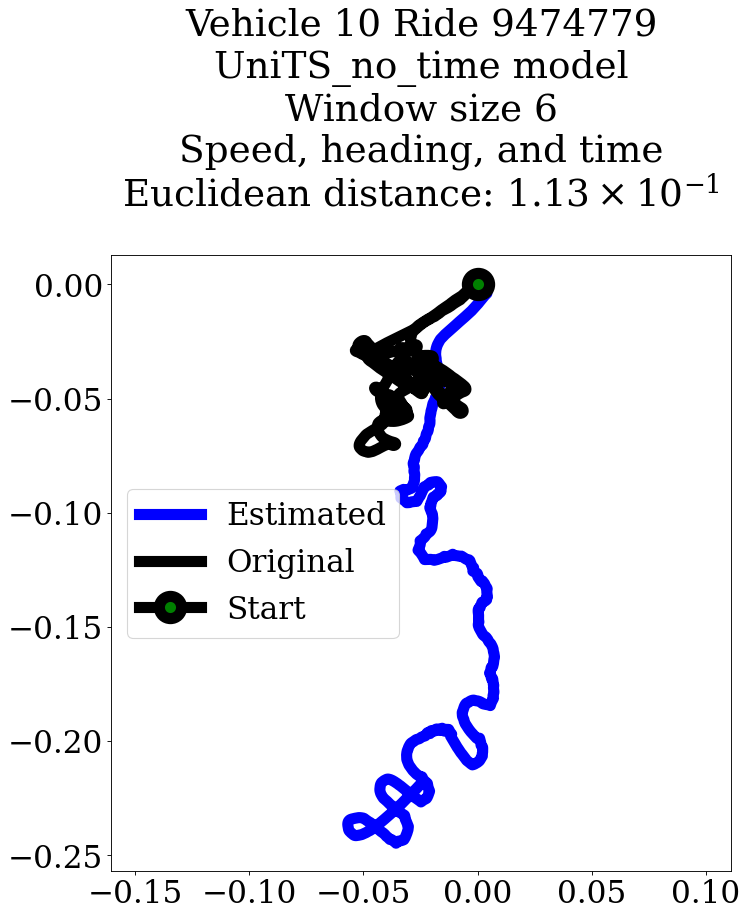 Vehicle 10 Ride 9474779
UniTS_no_time model
Window size 6
Speed, heading, and time
Euclidean distance: 1.13 × 10⁻¹
0.00
−0.05
−0.10
−0.15
−0.20
−0.25
Estimated
Original
Start
−0.15 −0.10 −0.05 0.00 0.05 0.10